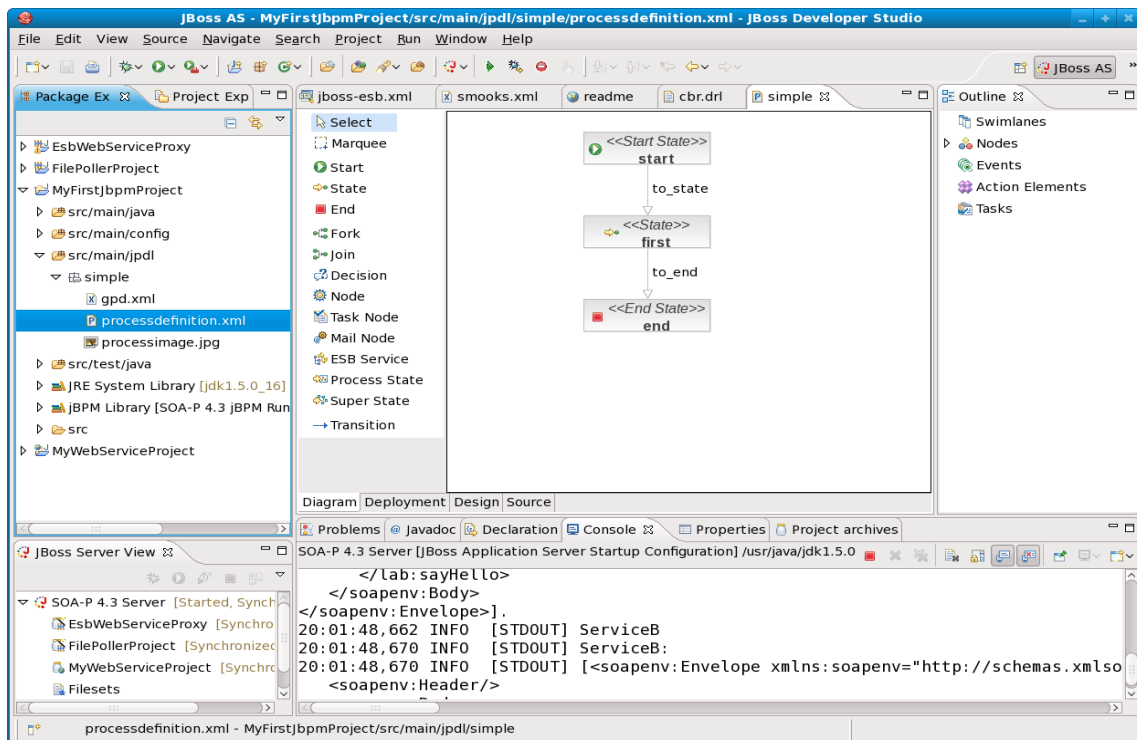 JBoss AS - MyFirstJbpmProject/src/main/jpdl/simple/processdefinition.xml - JBoss Developer Studio
File Edit View Source Navigate Search Project Run Window Help
JBoss AS
Package Ex
Project Exp
EsbWebServiceProxy
FilePollerProject
MyFirstJbpmProject
src/main/java
src/main/config
src/main/jpdl
simple
gpd.xml
processdefinition.xml
processimage.jpg
src/test/java
JRE System Library [jdk1.5.0_16]
jBPM Library [SOA-P 4.3 jBPM Run
src
MyWebServiceProject
jboss-esb.xml
smooks.xml
readme
cbr.drl
simple
Select
Marquee
Start
State
End
Fork
Join
Decision
Node
Task Node
Mail Node
ESB Service
Process State
Super State
Transition
<<Start State>>
start
to_state
<<State>>
first
to_end
<<End State>>
end
Diagram Deployment Design Source
Outline
Swimlanes
Nodes
Events
Action Elements
Tasks
JBoss Server View
SOA-P 4.3 Server [Started, Synch
EsbWebServiceProxy [Synchro
FilePollerProject [Synchronized
MyWebServiceProject [Synchro
Filesets
Problems @ Javadoc Declaration Console Properties Project archives
SOA-P 4.3 Server [JBoss Application Server Startup Configuration] /usr/java/jdk1.5.0
</lab:sayHello>
</soapenv:Body>
</soapenv:Envelope>].
20:01:48,662 INFO [STDOUT] ServiceB
20:01:48,670 INFO [STDOUT] ServiceB:
20:01:48,670 INFO [STDOUT] [<soapenv:Envelope xmlns:soapenv="http://schemas.xmlso
<soapenv:Header/>
processdefinition.xml - MyFirstJbpmProject/src/main/jpdl/simple